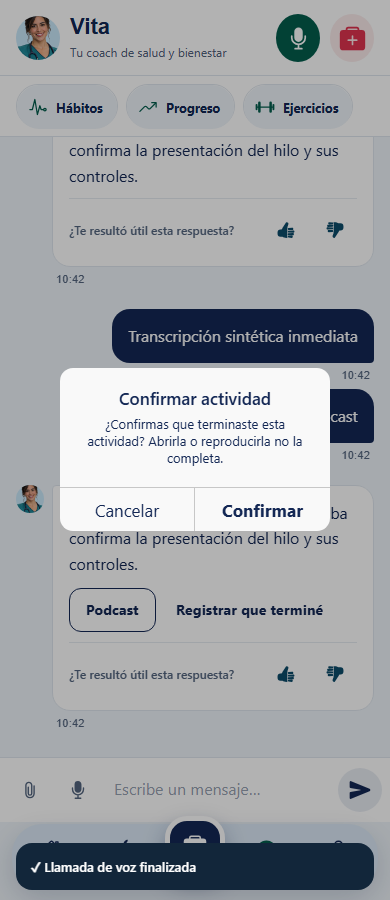 Vita
Tu coach de salud y bienestar
Hábitos
Progreso
Ejercicios
confirma la presentación del hilo y sus
controles.
¿Te resultó útil esta respuesta?
10:42
Transcripción sintética inmediata
10:42
cast
10:42
Confirmar actividad
¿Confirmas que terminaste esta
actividad? Abrirla o reproducirla no la
completa.
Cancelar
Confirmar
ba
confirma la presentación del hilo y sus
controles.
Podcast
Registrar que terminé
¿Te resultó útil esta respuesta?
10:42
Escribe un mensaje...
✓ Llamada de voz finalizada